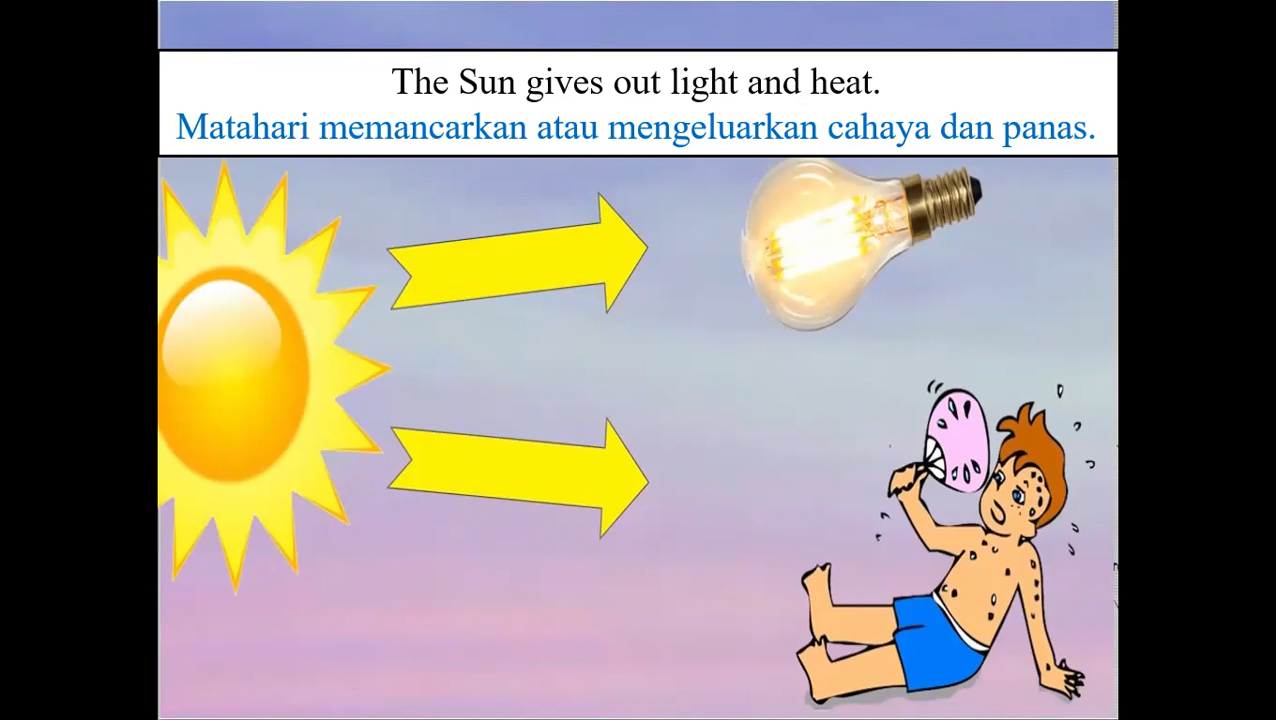 The Sun gives out light and heat.
Matahari memancarkan atau mengeluarkan cahaya dan panas.